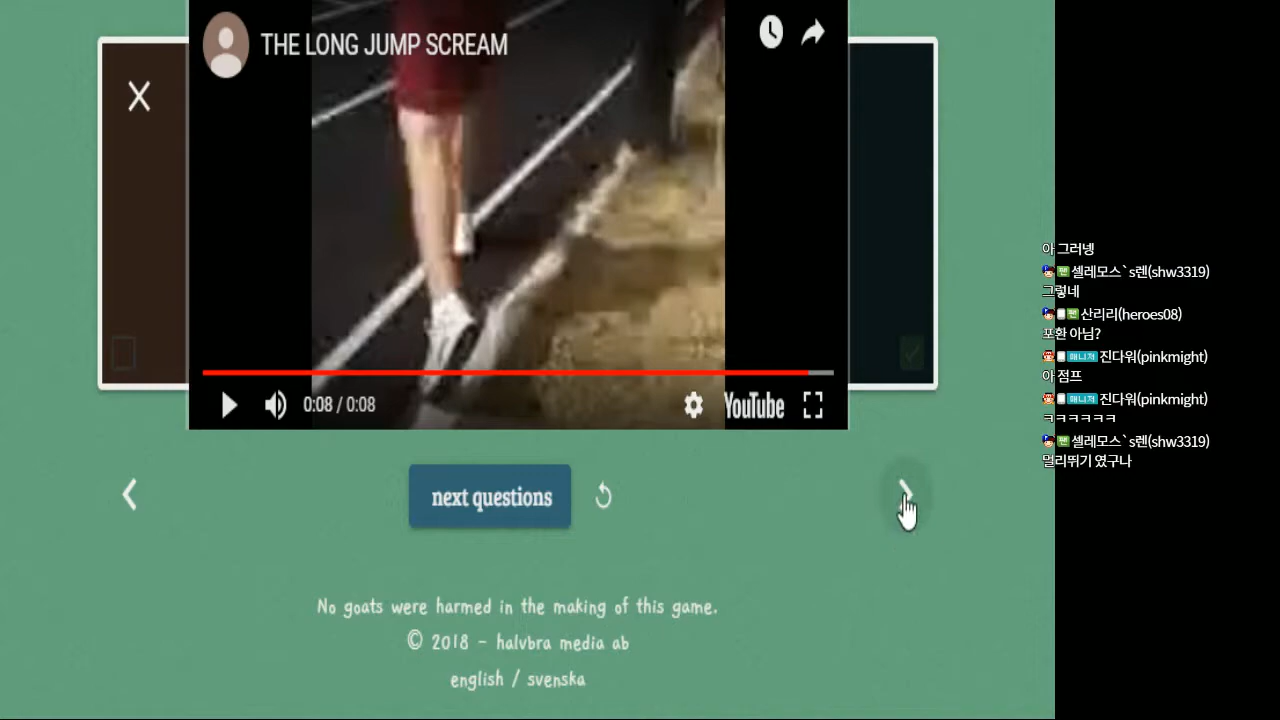 THE LONG JUMP SCREAM
0:08 / 0:08
YouTube
next questions
No goats were harmed in the making of this game.
© 2018 - halvbra media ab
english / svenska
아 그러넹
팬 셀레모스`s렌(shw3319)
그렇네
팬 산리리(heroes08)
포환 아님?
매니저 진다워(pinkmight)
아 점프
매니저 진다워(pinkmight)
ㅋㅋㅋㅋㅋㅋ
팬 셀레모스`s렌(shw3319)
멀리뛰기 였구나